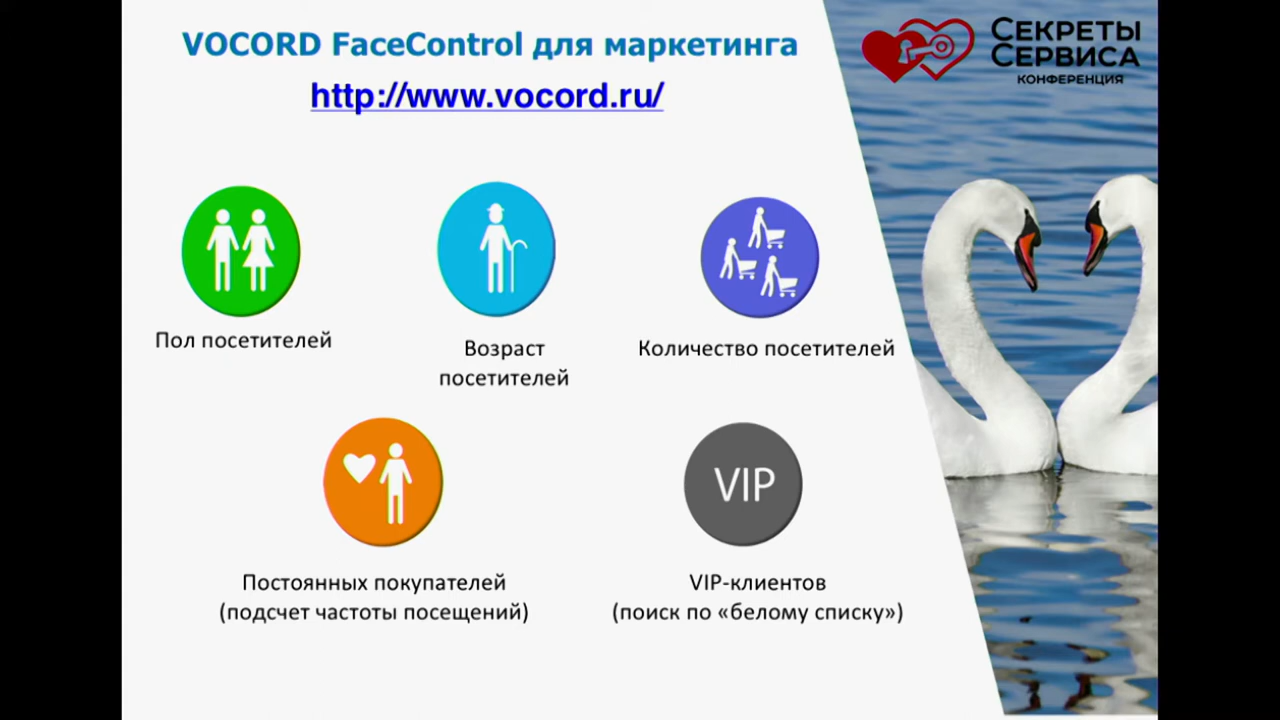 VOCORD FaceControl для маркетинга
http://www.vocord.ru/
СЕКРЕТЫ
СЕРВИСА
КОНФЕРЕНЦИЯ
Пол посетителей
Возраст
посетителей
Количество посетителей
VIP
Постоянных покупателей
(подсчет частоты посещений)
VIP-клиентов
(поиск по «белому списку»)